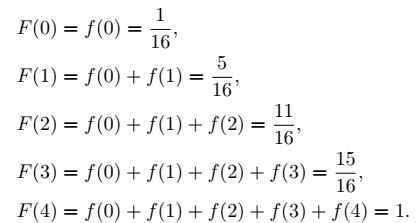 F(0) = f(0) = 1/16,
F(1) = f(0) + f(1) = 5/16,
F(2) = f(0) + f(1) + f(2) = 11/16,
F(3) = f(0) + f(1) + f(2) + f(3) = 15/16,
F(4) = f(0) + f(1) + f(2) + f(3) + f(4) = 1.